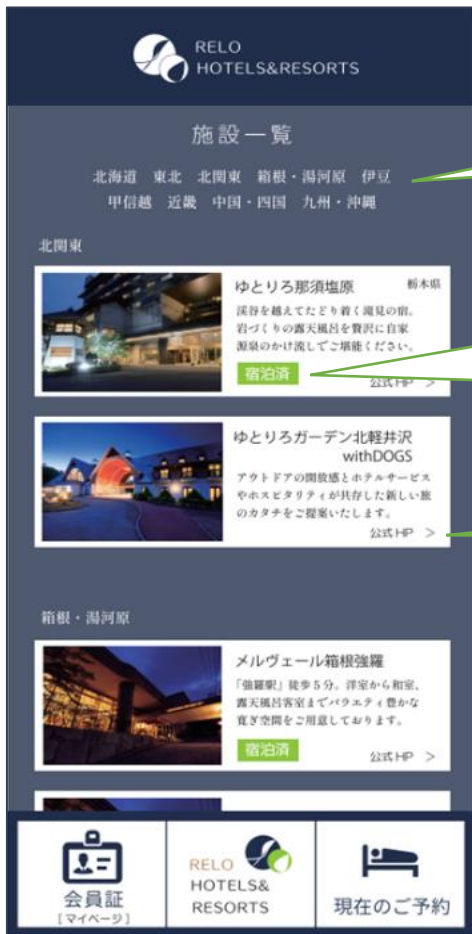 RELO
HOTELS&RESORTS
施設一覧
北海道 東北 北関東 箱根・湯河原 伊豆
甲信越 近畿 中国・四国 九州・沖縄
北関東
ゆとりろ那須塩原 栃木県
渓谷を越えてたどり着く滝見の宿。
岩づくりの露天風呂を贅沢に自家
源泉のかけ流しでご堪能ください。
宿泊済
公式HP >
ゆとりろガーデン北軽井沢
withDOGS
アウトドアの開放感とホテルサービス
やホスピタリティが共存した新しい旅
のカタチをご提案いたします。
公式HP >
箱根・湯河原
メルヴェール箱根強羅
「強羅駅」徒歩5分。洋室から和室、
露天風呂客室までバラエティ豊かな
寛ぎ空間をご用意しております。
宿泊済
公式HP >
会員証
[マイページ]
RELO
HOTELS&
RESORTS
現在のご予約